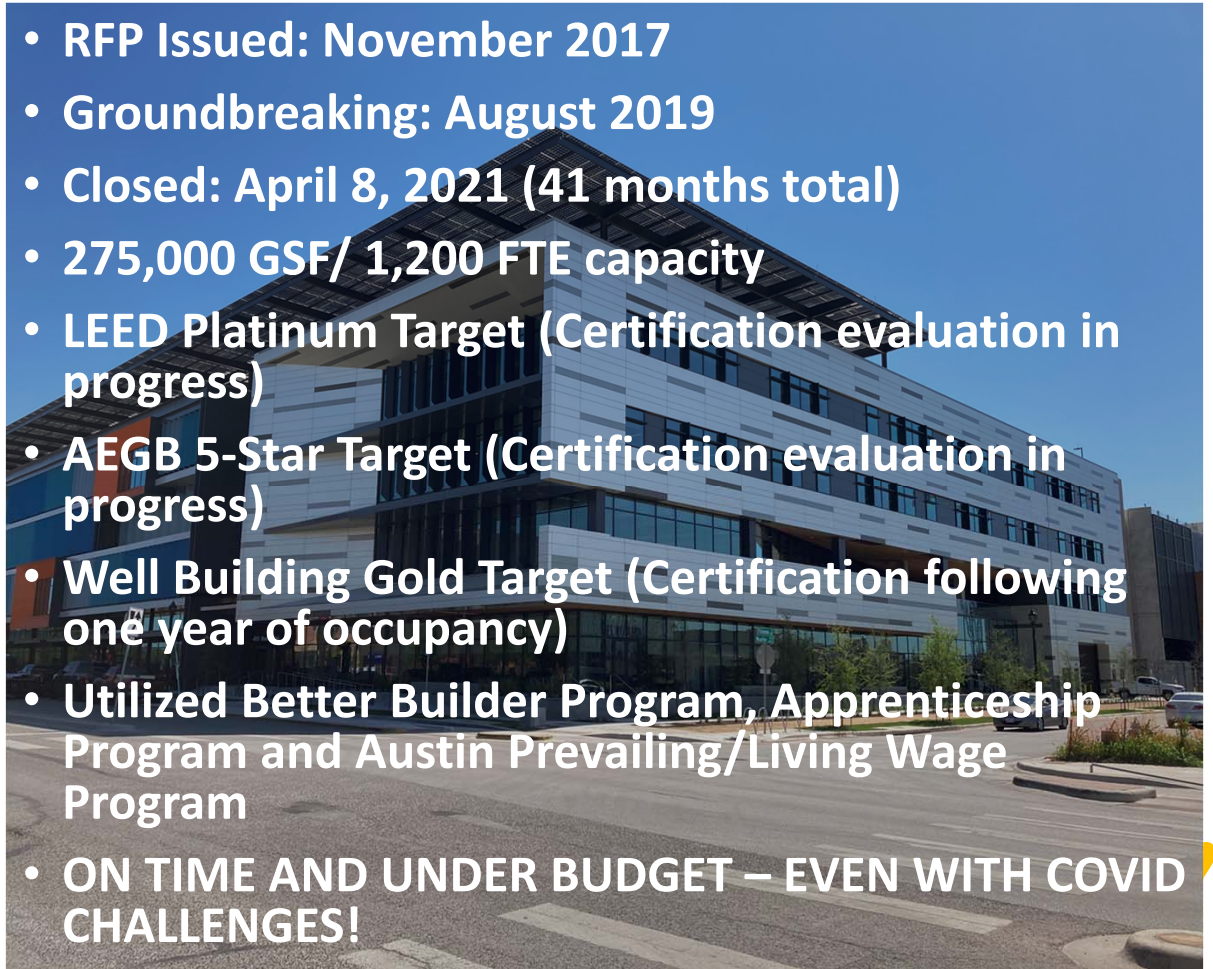 • RFP Issued: November 2017
• Groundbreaking: August 2019
• Closed: April 8, 2021 (41 months total)
• 275,000 GSF/ 1,200 FTE capacity
• LEED Platinum Target (Certification evaluation in
progress)
• AEGB 5-Star Target (Certification evaluation in
progress)
• Well Building Gold Target (Certification following
one year of occupancy)
• Utilized Better Builder Program, Apprenticeship
Program and Austin Prevailing/Living Wage
Program
• ON TIME AND UNDER BUDGET – EVEN WITH COVID
CHALLENGES!